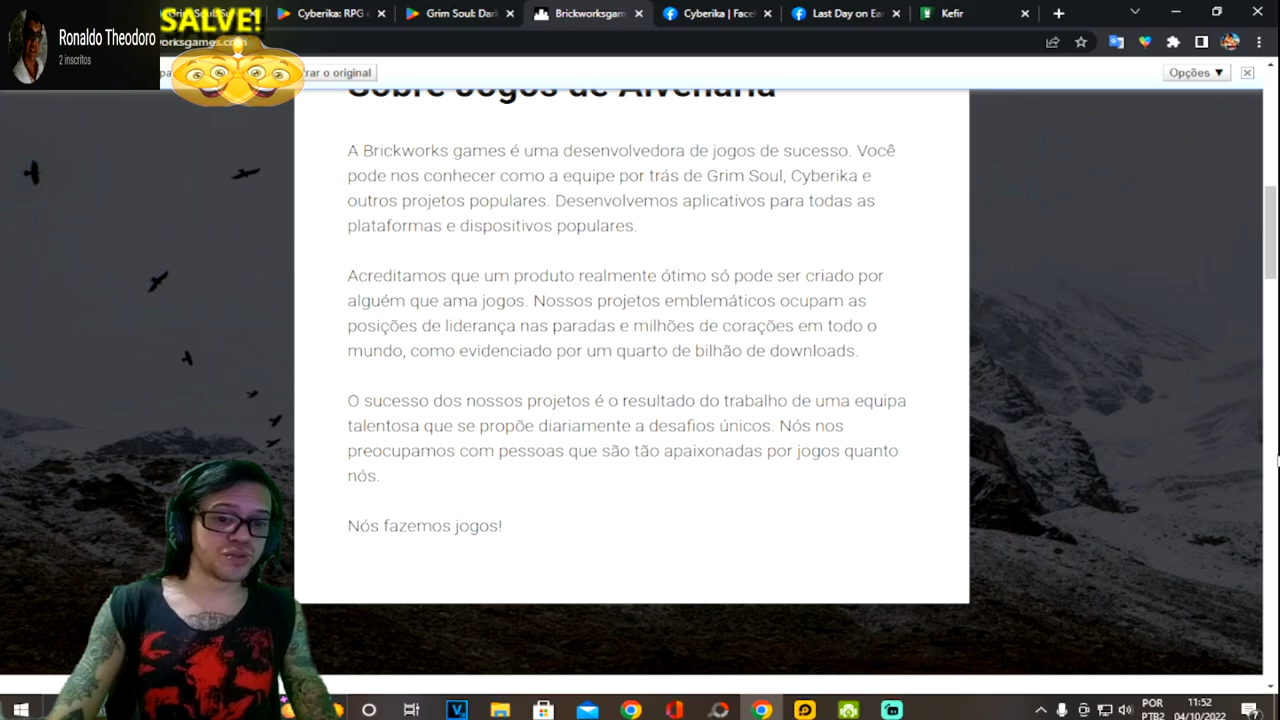 SALVE!
Ronaldo Theodoro
2 inscritos
Cyberika: RPG
Grim Soul: Dar
Brickworksgam
Cyberika | Face
Last Day on
Kefir
orksgames.com
rar o original
Opções ▼
Sobre Jogos de Alvenaria
A Brickworks games é uma desenvolvedora de jogos de sucesso. Você
pode nos conhecer como a equipe por trás de Grim Soul, Cyberika e
outros projetos populares. Desenvolvemos aplicativos para todas as
plataformas e dispositivos populares.
Acreditamos que um produto realmente ótimo só pode ser criado por
alguém que ama jogos. Nossos projetos emblemáticos ocupam as
posições de liderança nas paradas e milhões de corações em todo o
mundo, como evidenciado por um quarto de bilhão de downloads.
O sucesso dos nossos projetos é o resultado do trabalho de uma equipa
talentosa que se propõe diariamente a desafios únicos. Nós nos
preocupamos com pessoas que são tão apaixonadas por jogos quanto
nós.
Nós fazemos jogos!
POR
PTB2
11:52
04/10/2022